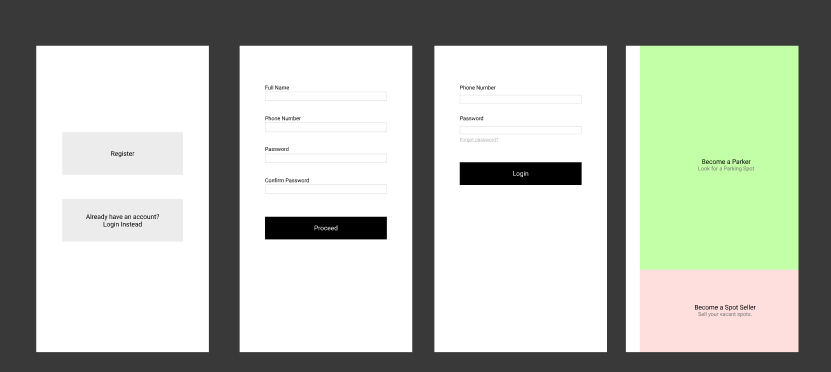 Register
Already have an account?
Login Instead
Full Name
Phone Number
Password
Confirm Password
Proceed
Phone Number
Password
Forgot password?
Login
Become a Parker
Look for a Parking Spot
Become a Spot Seller
Sell your vacant spots.